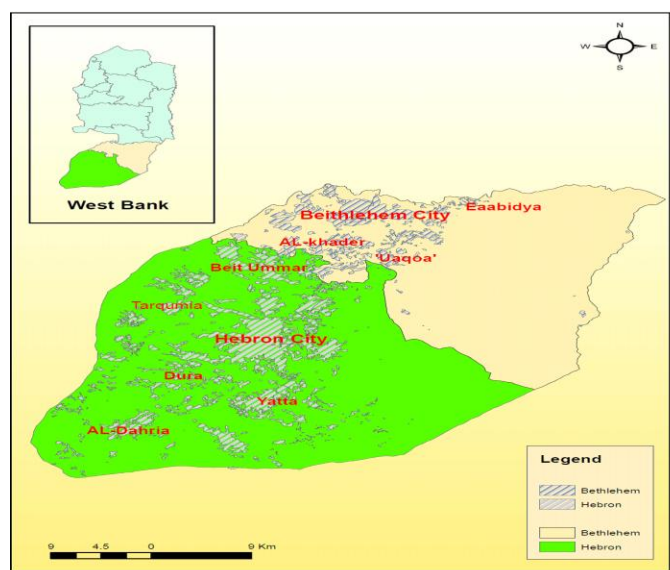 N
W E
S
West Bank
Eaabidya
Beithlehem City
AL-khader
'Uaqoa'
Beit Ummar
Tarqumia
Hebron City
Dura
Yatta
AL-Dahria
Legend
Bethlehem
Hebron
Bethlehem
Hebron
9 4.5 0 9 Km